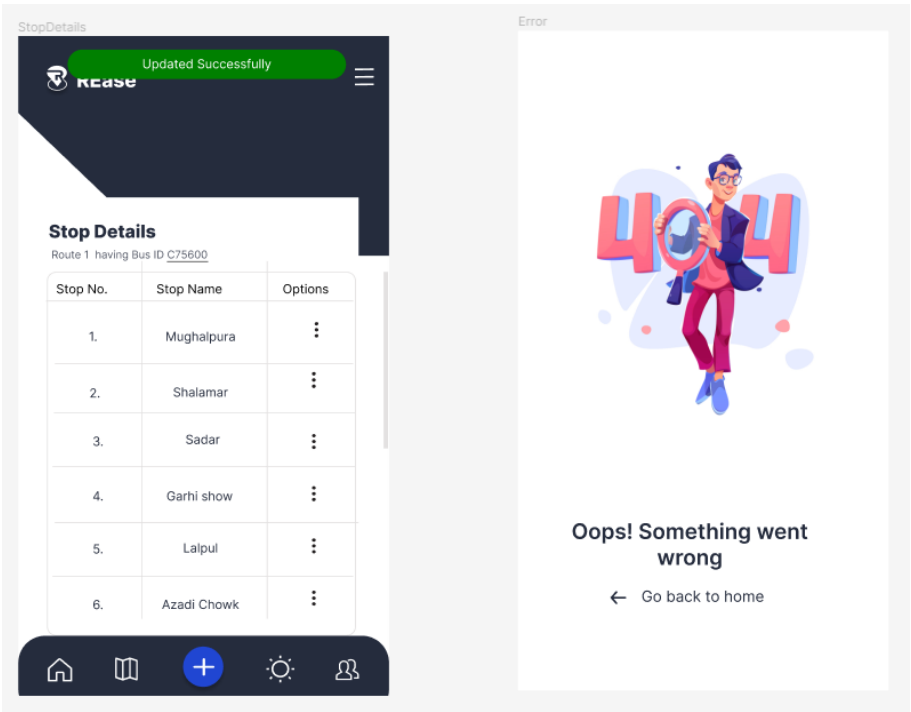 StopDetails
Updated Successfully
REase
Stop Details
Route 1 having Bus ID C75600
Stop No. Stop Name Options
1. Mughalpura
2. Shalamar
3. Sadar
4. Garhi show
5. Lalpul
6. Azadi Chowk
Error
404
Oops! Something went
wrong
Go back to home